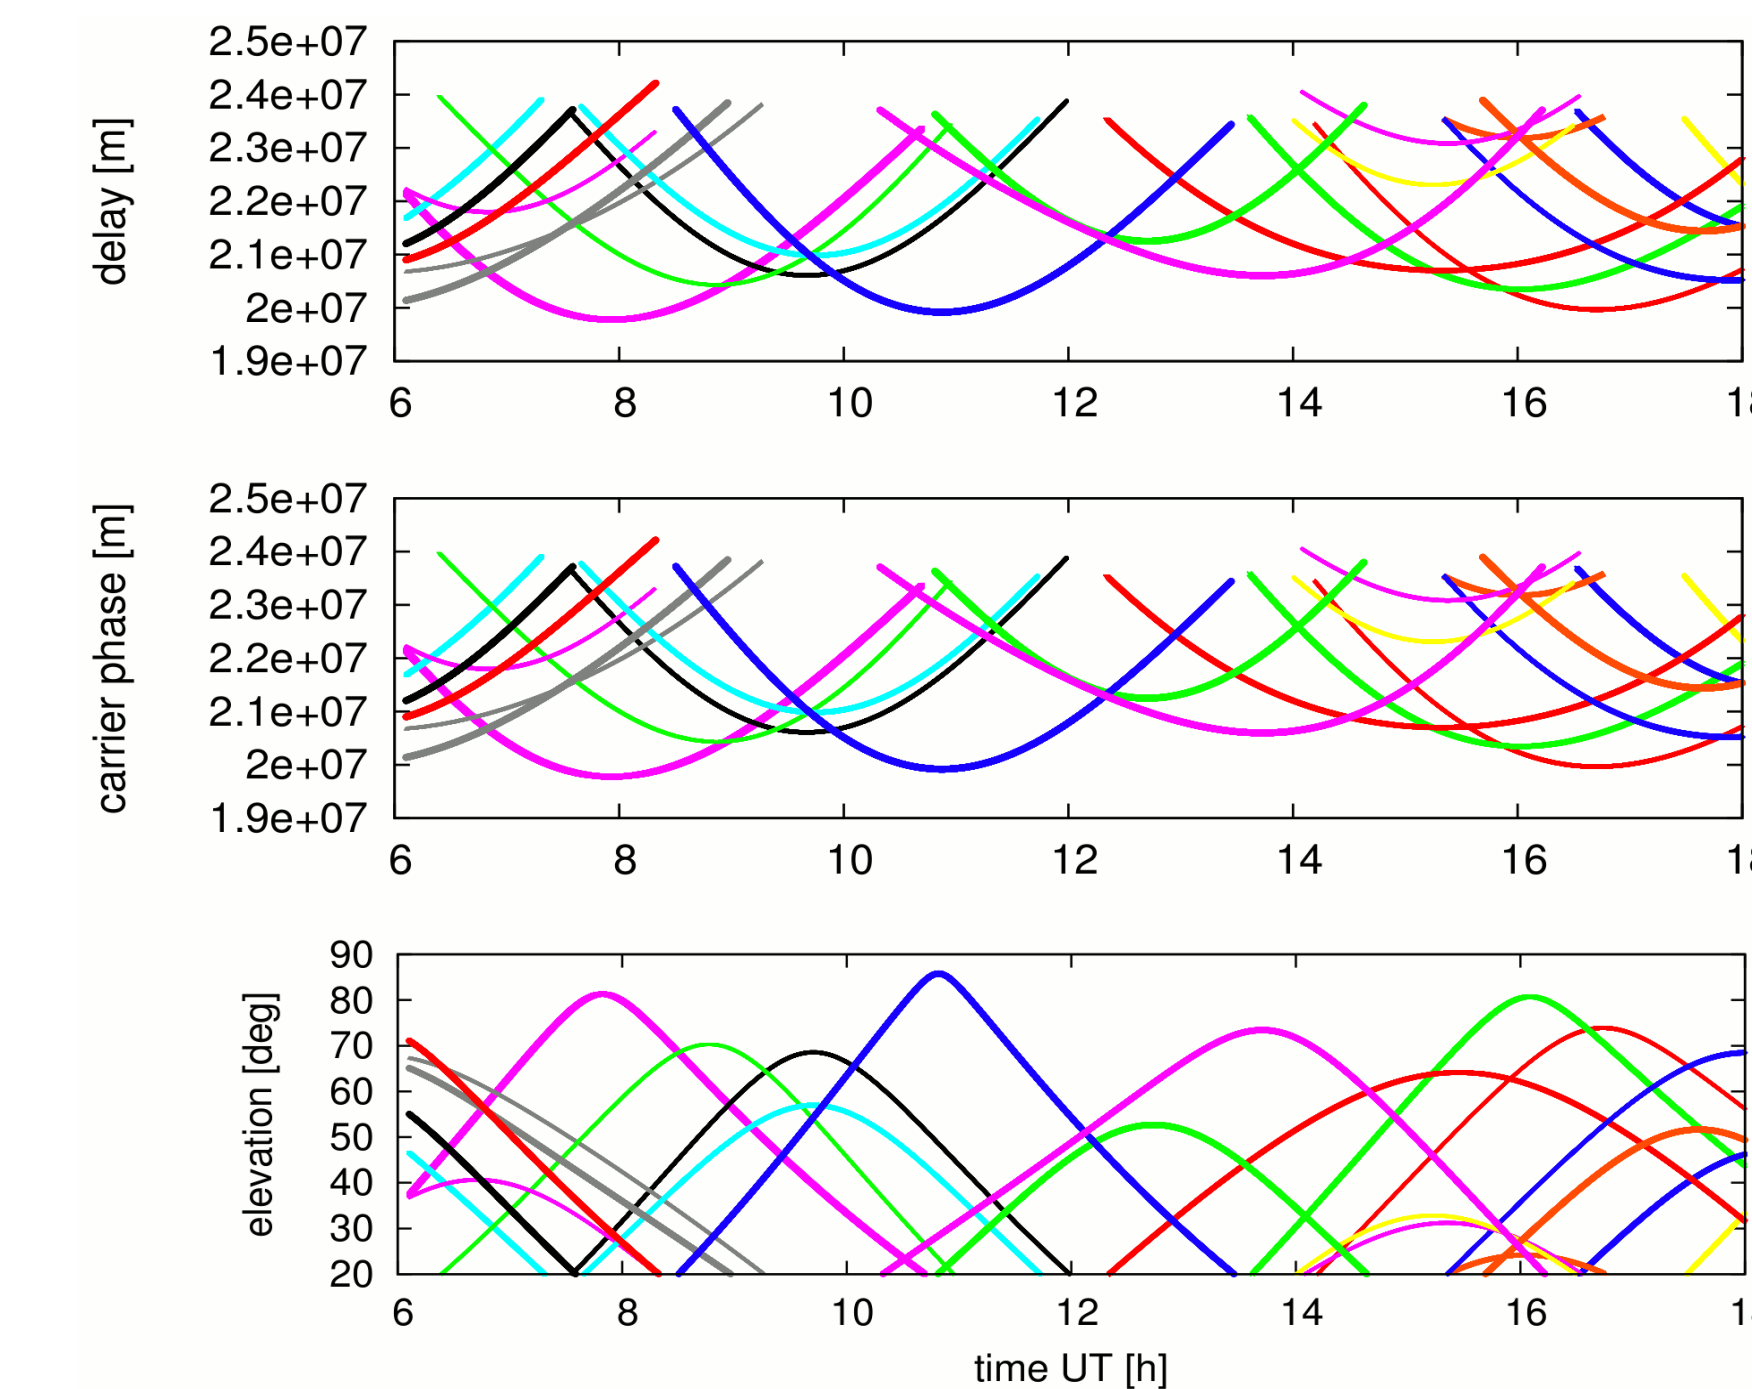 2.5e+07
2.4e+07
2.3e+07
2.2e+07
2.1e+07
2e+07
1.9e+07
delay [m]
6 8 10 12 14 16
2.5e+07
2.4e+07
2.3e+07
2.2e+07
2.1e+07
2e+07
1.9e+07
carrier phase [m]
6 8 10 12 14 16
90
80
70
60
50
40
30
20
elevation [deg]
6 8 10 12 14 16
time UT [h]